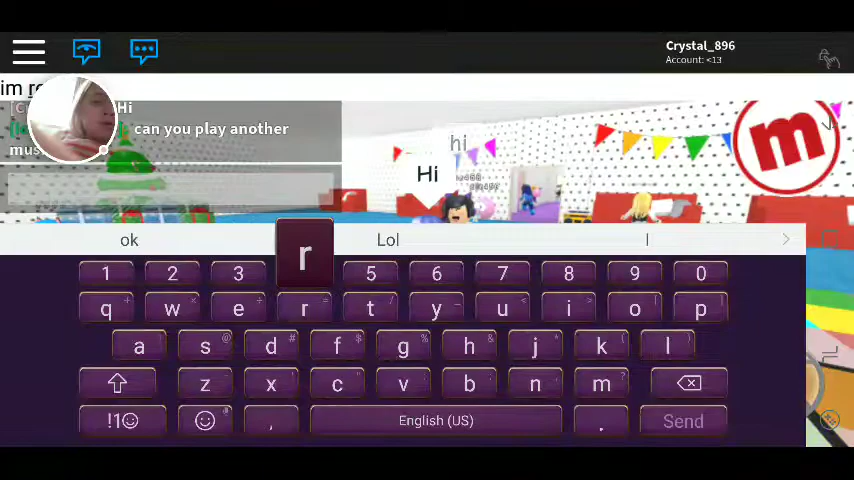 Crystal_896
Account: <13
im r
Hi
can you play another
mus
hi
Hi
m
ok
Lol
I
r
1 2 3 5 6 7 8 9 0
q w e r t y u i o p
a s d f g h j k l
z x c v b n m
!1 , English (US) . Send